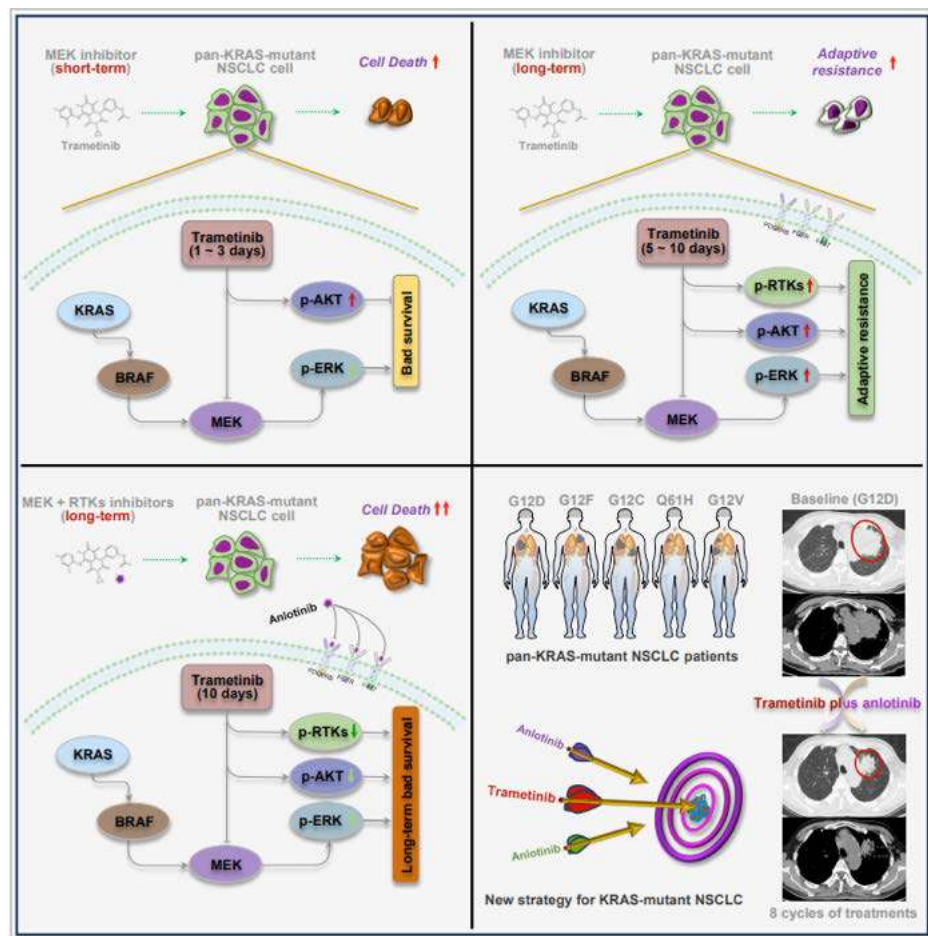 MEK inhibitor
(short-term)
pan-KRAS-mutant
NSCLC cell
Cell Death
Trametinib
Trametinib
(1 ~ 3 days)
p-AKT
KRAS
p-ERK
BRAF
MEK
Bad survival
MEK inhibitor
(long-term)
pan-KRAS-mutant
NSCLC cell
Adaptive
resistance
Trametinib
Trametinib
(5 ~ 10 days)
p-RTKs
KRAS
p-AKT
p-ERK
BRAF
MEK
Adaptive resistance
MEK + RTKs inhibitors
(long-term)
pan-KRAS-mutant
NSCLC cell
Cell Death
Anlotinib
Trametinib
(10 days)
p-RTKs
KRAS
p-AKT
p-ERK
BRAF
MEK
Long-term bad survival
G12D G12F G12C Q61H G12V
pan-KRAS-mutant NSCLC patients
Baseline (G12D)
Trametinib plus anlotinib
Anlotinib
Trametinib
Anlotinib
New strategy for KRAS-mutant NSCLC
8 cycles of treatments